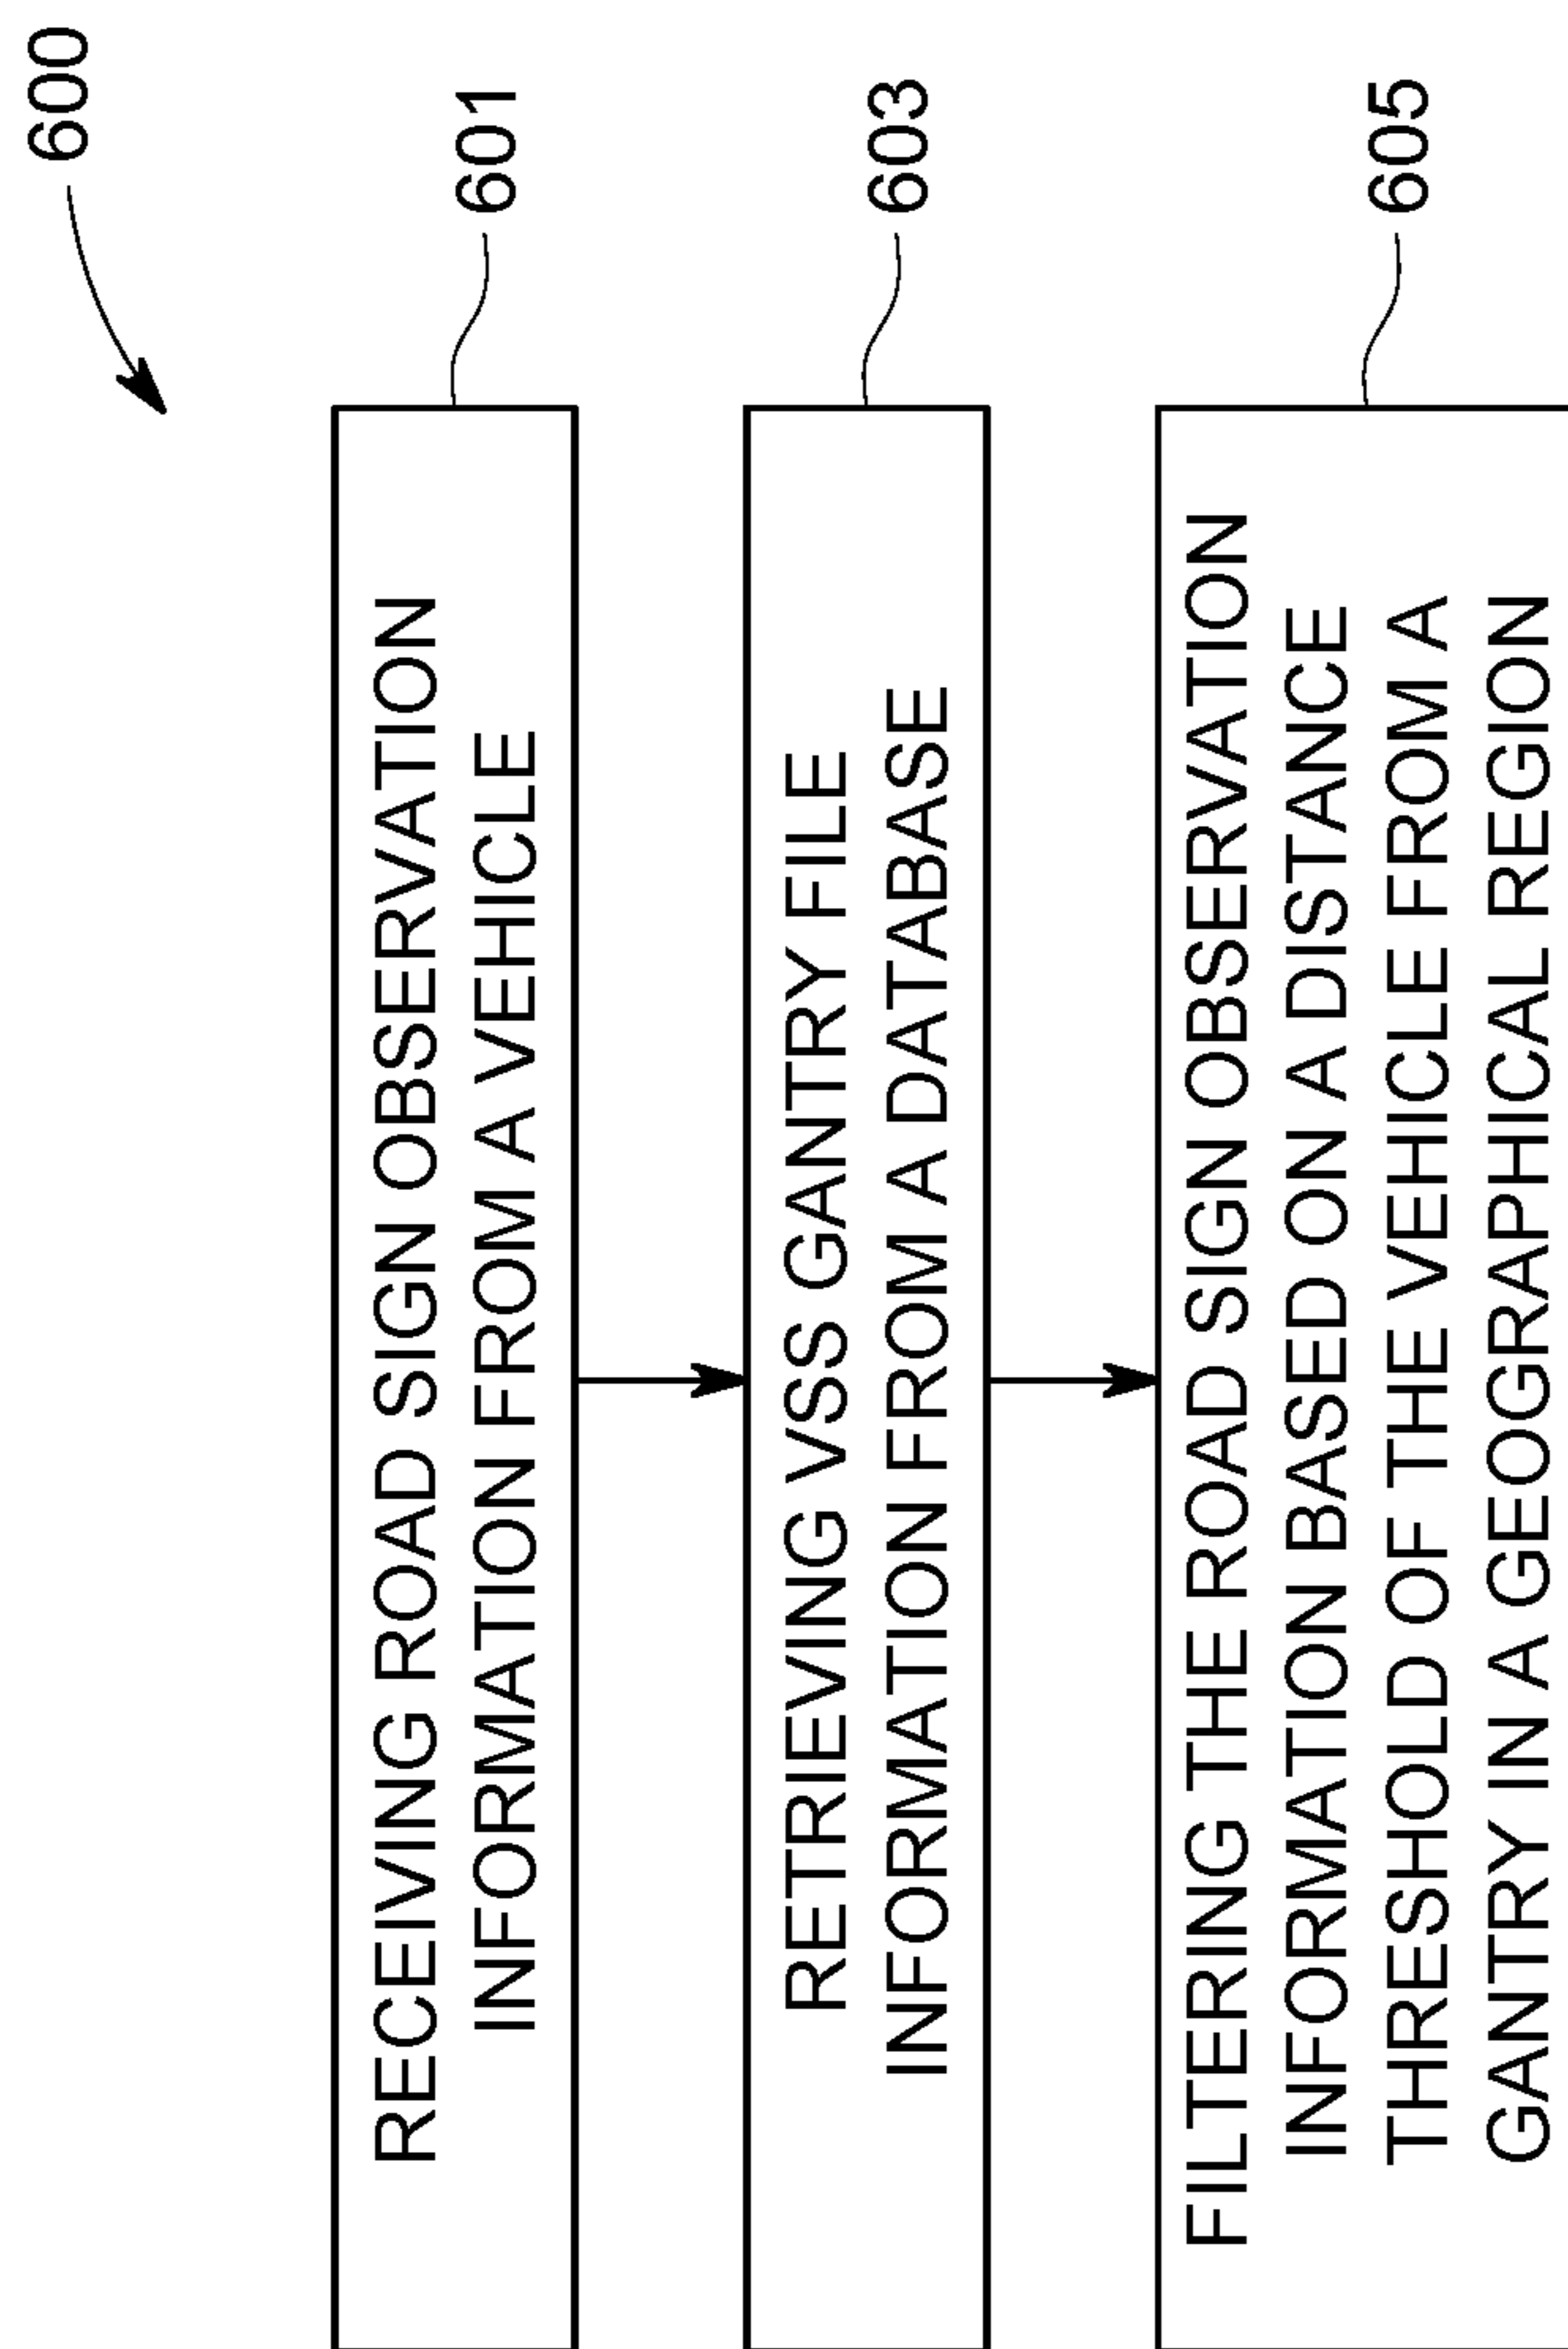 600
RECEIVING ROAD SIGN OBSERVATION
INFORMATION FROM A VEHICLE
601
RETRIEVING VSS GANTRY FILE
INFORMATION FROM A DATABASE
603
FILTERING THE ROAD SIGN OBSERVATION
INFORMATION BASED ON A DISTANCE
THRESHOLD OF THE VEHICLE FROM A
GANTRY IN A GEOGRAPHICAL REGION
605